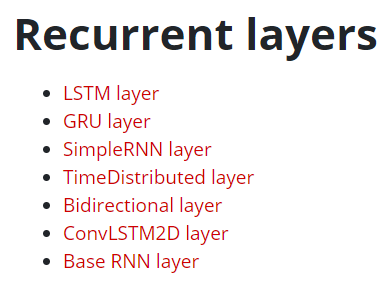 Recurrent layers
LSTM layer
GRU layer
SimpleRNN layer
TimeDistributed layer
Bidirectional layer
ConvLSTM2D layer
Base RNN layer